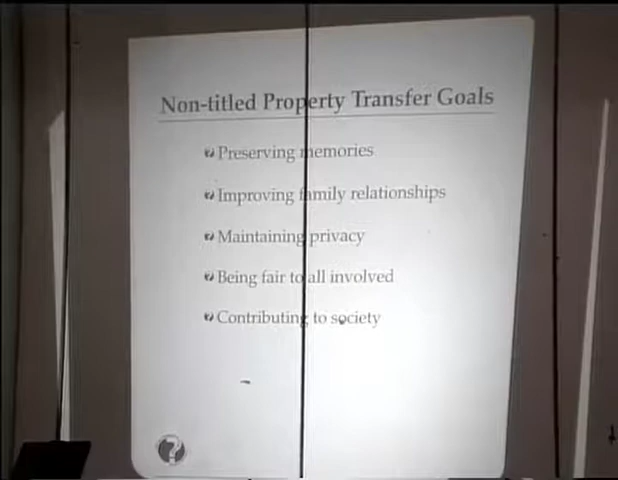 Non-titled Property Transfer Goals
Preserving memories
Improving family relationships
Maintaining privacy
Being fair to all involved
Contributing to society
?